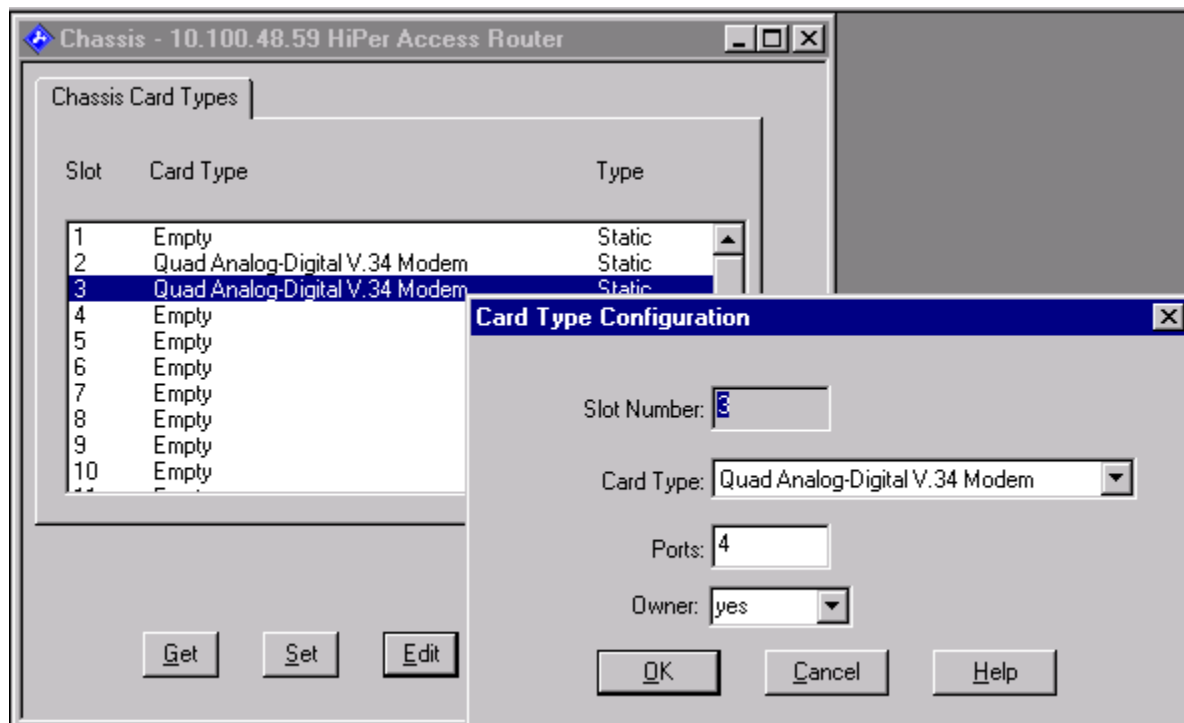 Chassis - 10.100.48.59 HiPer Access Router
Chassis Card Types
Slot Card Type Type
1 Empty Static
2 Quad Analog-Digital V.34 Modem Static
3 Quad Analog-Digital V.34 Modem Static
4 Empty
5 Empty
6 Empty
7 Empty
8 Empty
9 Empty
10 Empty
Get Set Edit
Card Type Configuration
Slot Number: 3
Card Type: Quad Analog-Digital V.34 Modem
Ports: 4
Owner: yes
OK Cancel Help